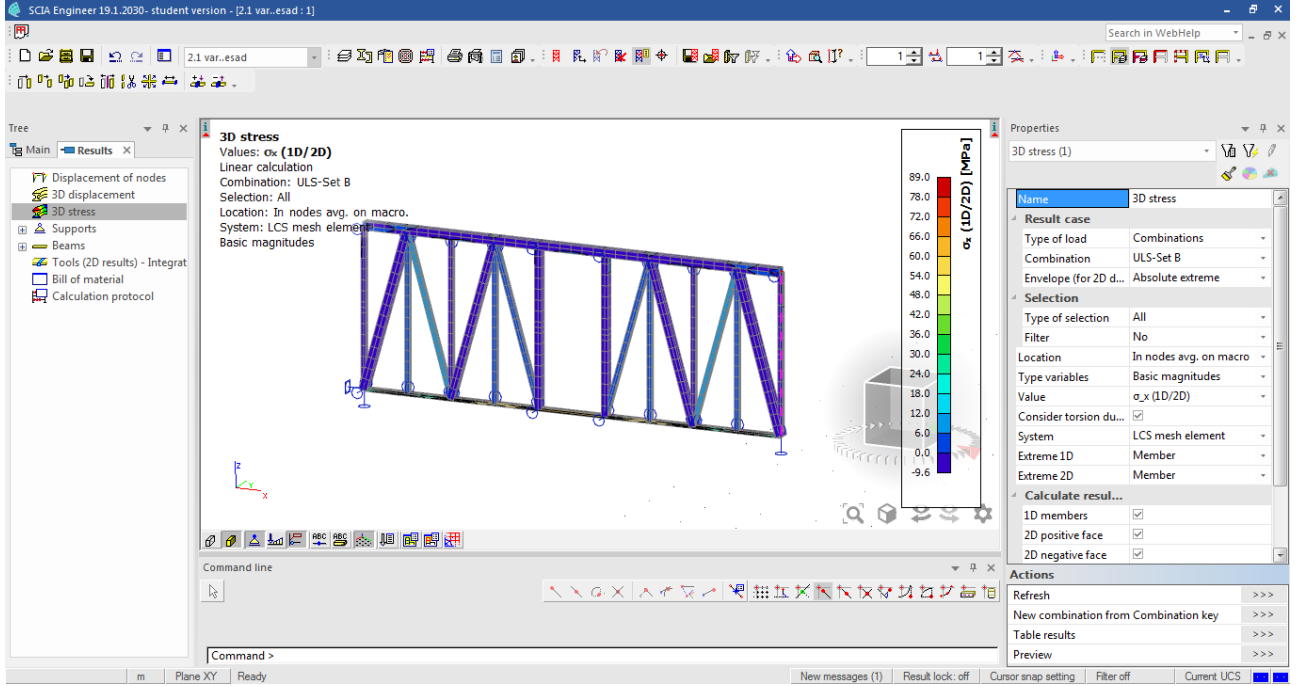 SCIA Engineer 19.1.2030- student version - [2.1 var..esad : 1]
Search in WebHelp
2.1 var..esad
1
1
Tree
Main
Results
Displacement of nodes
3D displacement
3D stress
Supports
Beams
Tools (2D results) - Integrat
Bill of material
Calculation protocol
3D stress
Values: σx (1D/2D)
Linear calculation
Combination: ULS-Set B
Selection: All
Location: In nodes avg. on macro.
System: LCS mesh element
Basic magnitudes
σx (1D/2D) [MPa]
89.0
78.0
72.0
66.0
60.0
54.0
48.0
42.0
36.0
30.0
24.0
18.0
12.0
6.0
0.0
-9.6
z
Y
x
ABC
ABC
Properties
3D stress (1)
Name 3D stress
Result case
Type of load Combinations
Combination ULS-Set B
Envelope (for 2D d... Absolute extreme
Selection
Type of selection All
Filter No
Location In nodes avg. on macro
Type variables Basic magnitudes
Value σ_x (1D/2D)
Consider torsion du...
System LCS mesh element
Extreme 1D Member
Extreme 2D Member
Calculate resul...
1D members
2D positive face
2D negative face
Actions
Refresh >>>
New combination from Combination key >>>
Table results >>>
Preview >>>
Command line
Command >
m Plane XY Ready
New messages (1) Result lock: off Cursor snap setting Filter off Current UCS